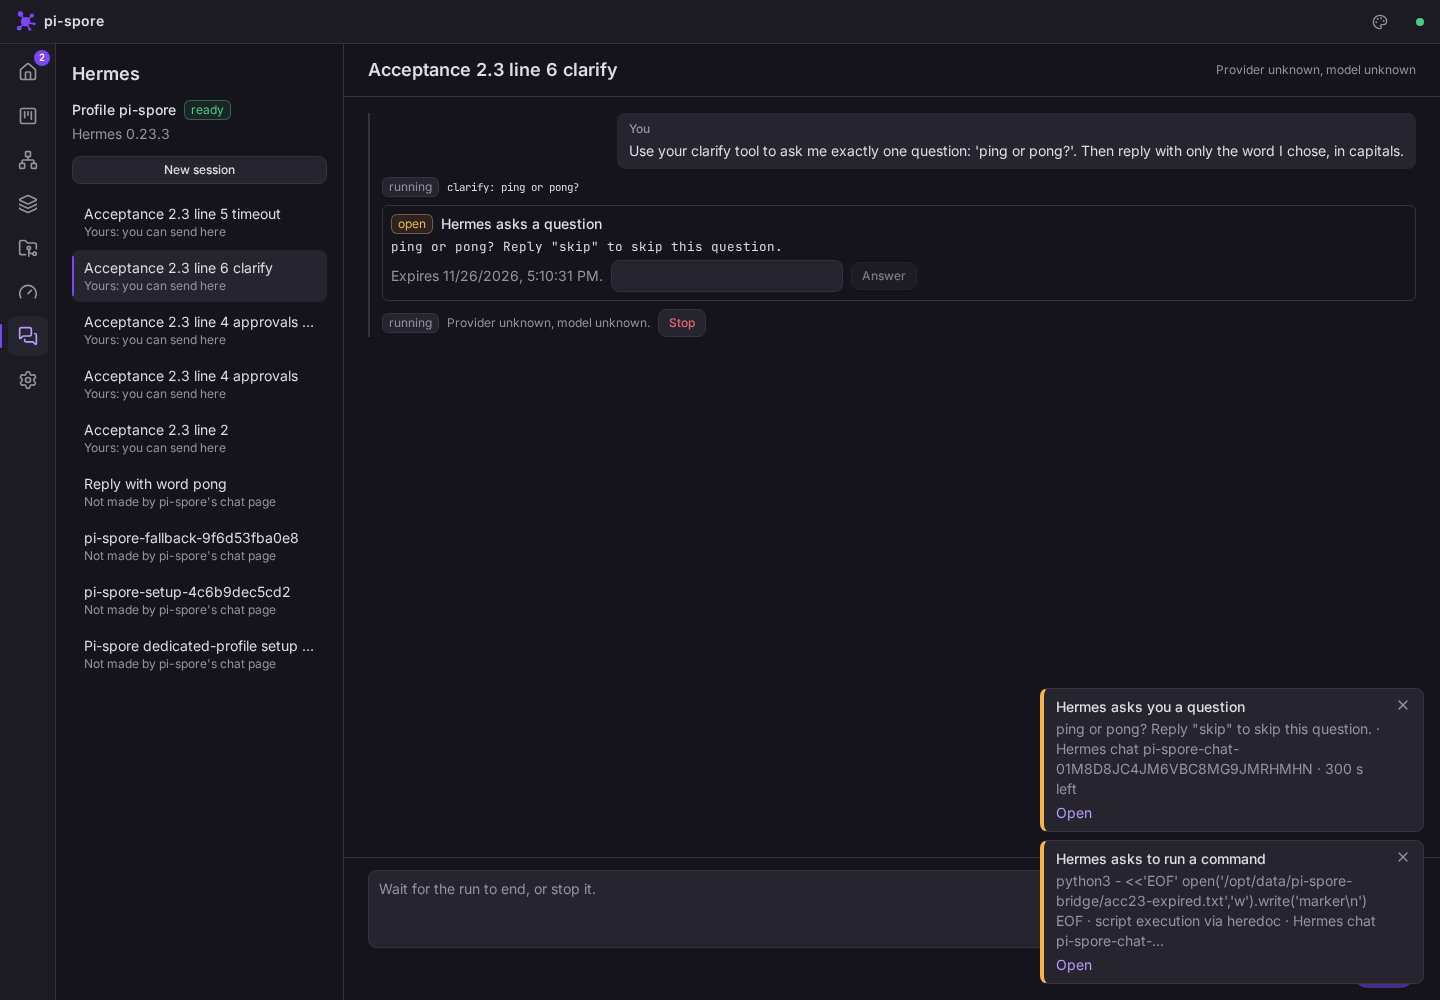 pi-spore
2
Hermes
Profile pi-spore ready
Hermes 0.23.3
New session
Acceptance 2.3 line 5 timeout
Yours: you can send here
Acceptance 2.3 line 6 clarify
Yours: you can send here
Acceptance 2.3 line 4 approvals ...
Yours: you can send here
Acceptance 2.3 line 4 approvals
Yours: you can send here
Acceptance 2.3 line 2
Yours: you can send here
Reply with word pong
Not made by pi-spore's chat page
pi-spore-fallback-9f6d53fba0e8
Not made by pi-spore's chat page
pi-spore-setup-4c6b9dec5cd2
Not made by pi-spore's chat page
Pi-spore dedicated-profile setup ...
Not made by pi-spore's chat page
Acceptance 2.3 line 6 clarify
Provider unknown, model unknown
You
Use your clarify tool to ask me exactly one question: 'ping or pong?'. Then reply with only the word I chose, in capitals.
running clarify: ping or pong?
open Hermes asks a question
ping or pong? Reply "skip" to skip this question.
Expires 11/26/2026, 5:10:31 PM. Answer
running Provider unknown, model unknown. Stop
Wait for the run to end, or stop it.
Hermes asks you a question
ping or pong? Reply "skip" to skip this question. ·
Hermes chat pi-spore-chat-
01M8D8JC4JM6VBC8MG9JMRHMHN · 300 s
left
Open
Hermes asks to run a command
python3 - <<'EOF' open('/opt/data/pi-spore-
bridge/acc23-expired.txt','w').write('marker\n')
EOF · script execution via heredoc · Hermes chat
pi-spore-chat-...
Open